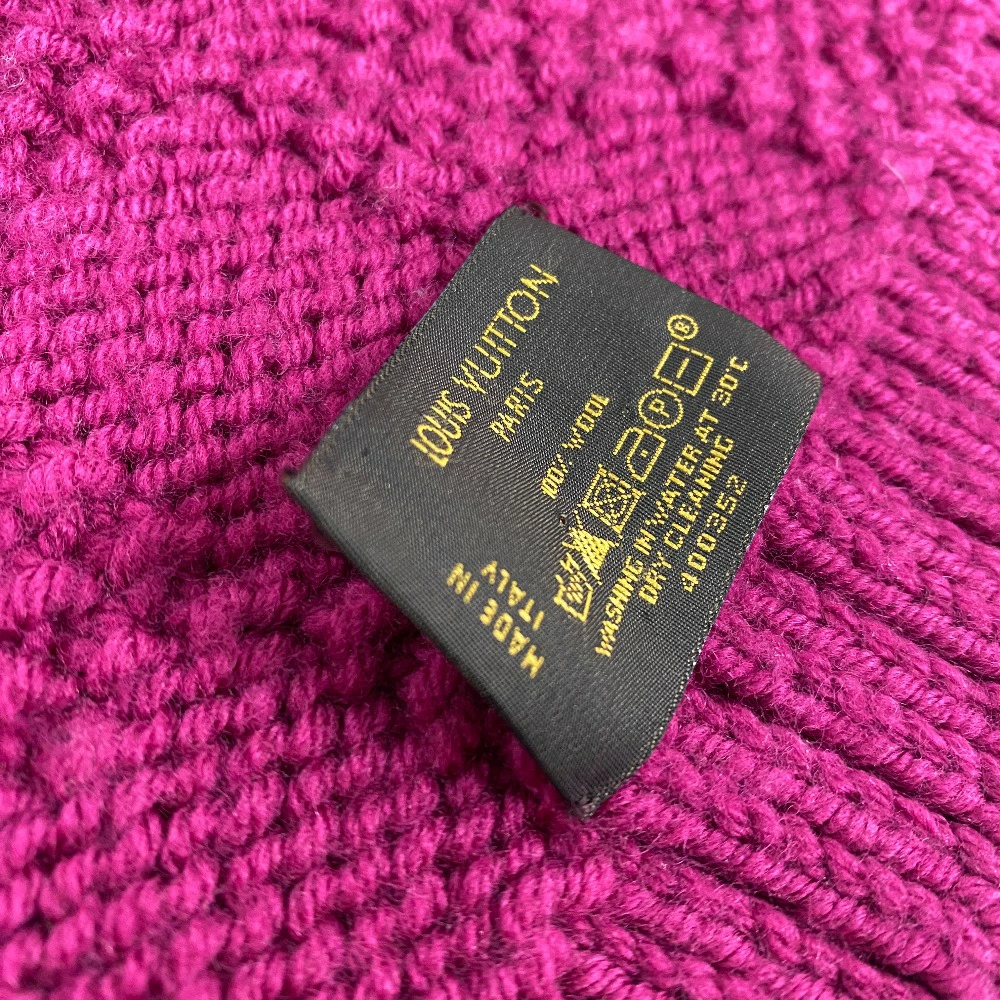 LOUIS VUITTON
PARIS
100% WOOL
P
WASHING IN WATER AT 30°C
DRY CLEANING
400352
MADE IN
ITALY